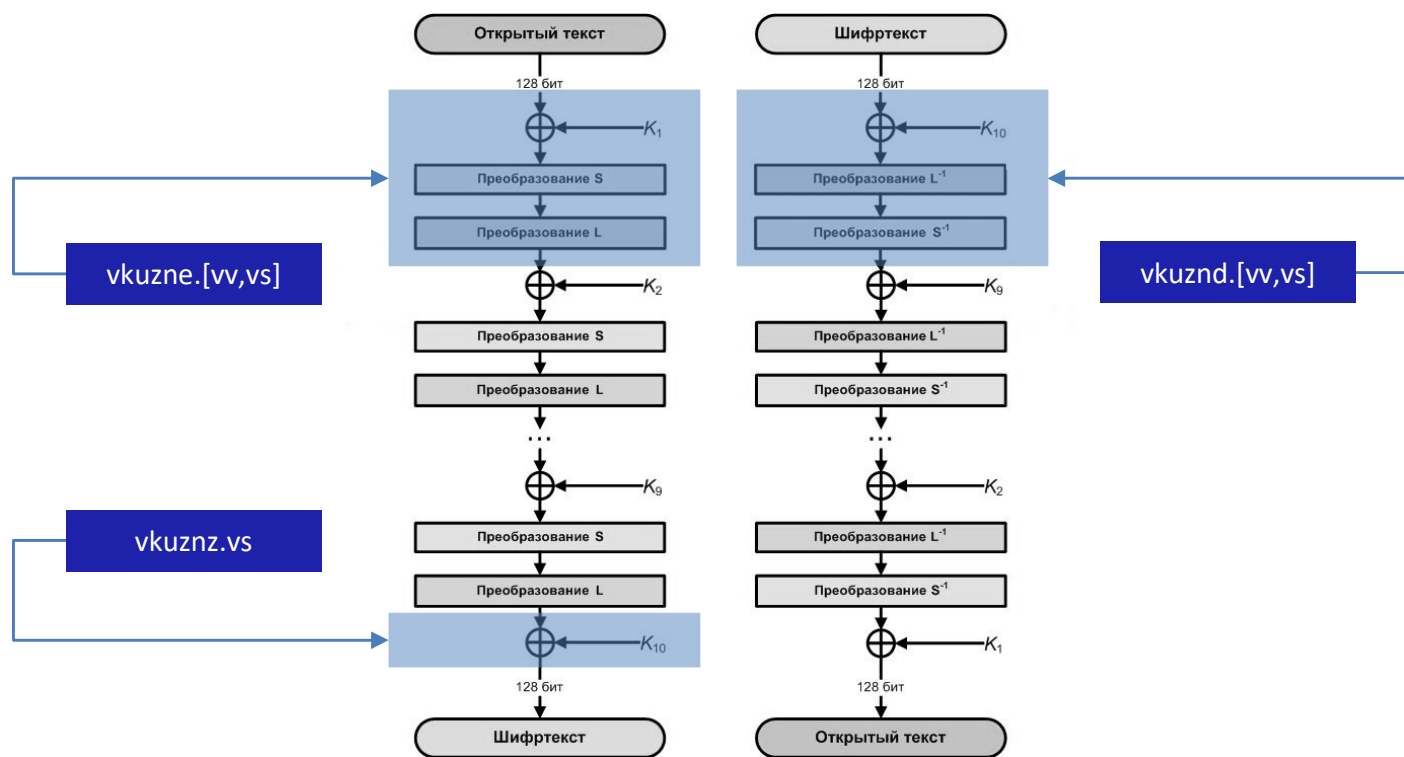 Открытый текст
128 бит
K1
Преобразование S
Преобразование L
K2
Преобразование S
Преобразование L
...
K9
Преобразование S
Преобразование L
K10
128 бит
Шифртекст
Шифртекст
128 бит
K10
Преобразование L-1
Преобразование S-1
K9
Преобразование L-1
Преобразование S-1
...
K2
Преобразование L-1
Преобразование S-1
K1
128 бит
Открытый текст
vkuzne.[vv,vs]
vkuznz.vs
vkuznd.[vv,vs]